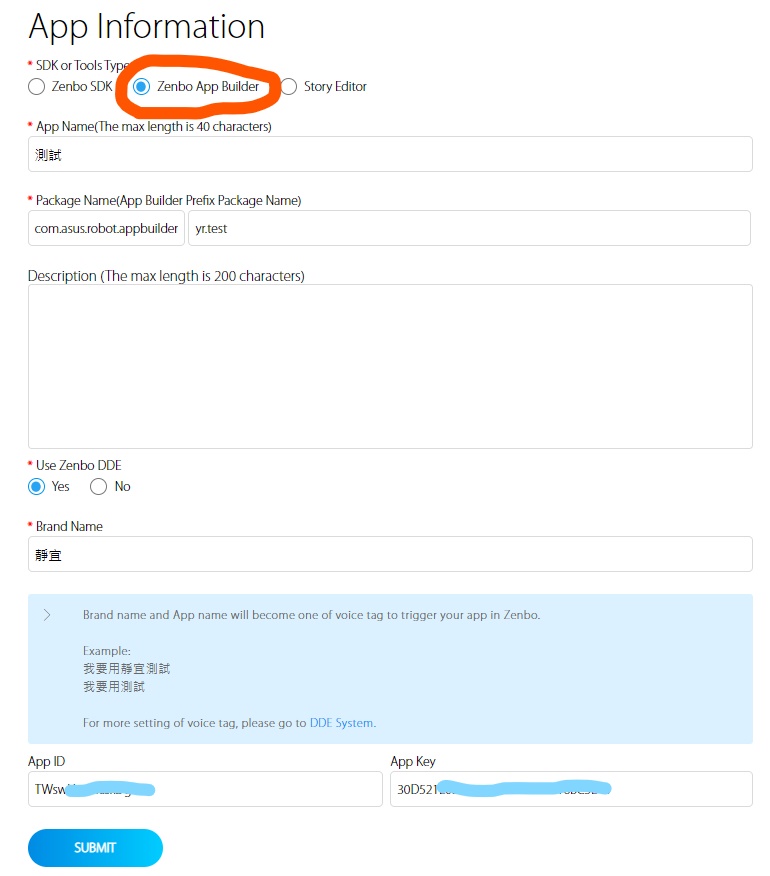 App Information
* SDK or Tools Type
Zenbo SDK Zenbo App Builder Story Editor
* App Name(The max length is 40 characters)
測試
* Package Name(App Builder Prefix Package Name)
com.asus.robot.appbuilder yr.test
Description (The max length is 200 characters)
* Use Zenbo DDE
Yes No
* Brand Name
靜宜
Brand name and App name will become one of voice tag to trigger your app in Zenbo.
Example:
我要用靜宜測試
我要用測試
For more setting of voice tag, please go to DDE System.
App ID App Key
TWsw 30D521
SUBMIT